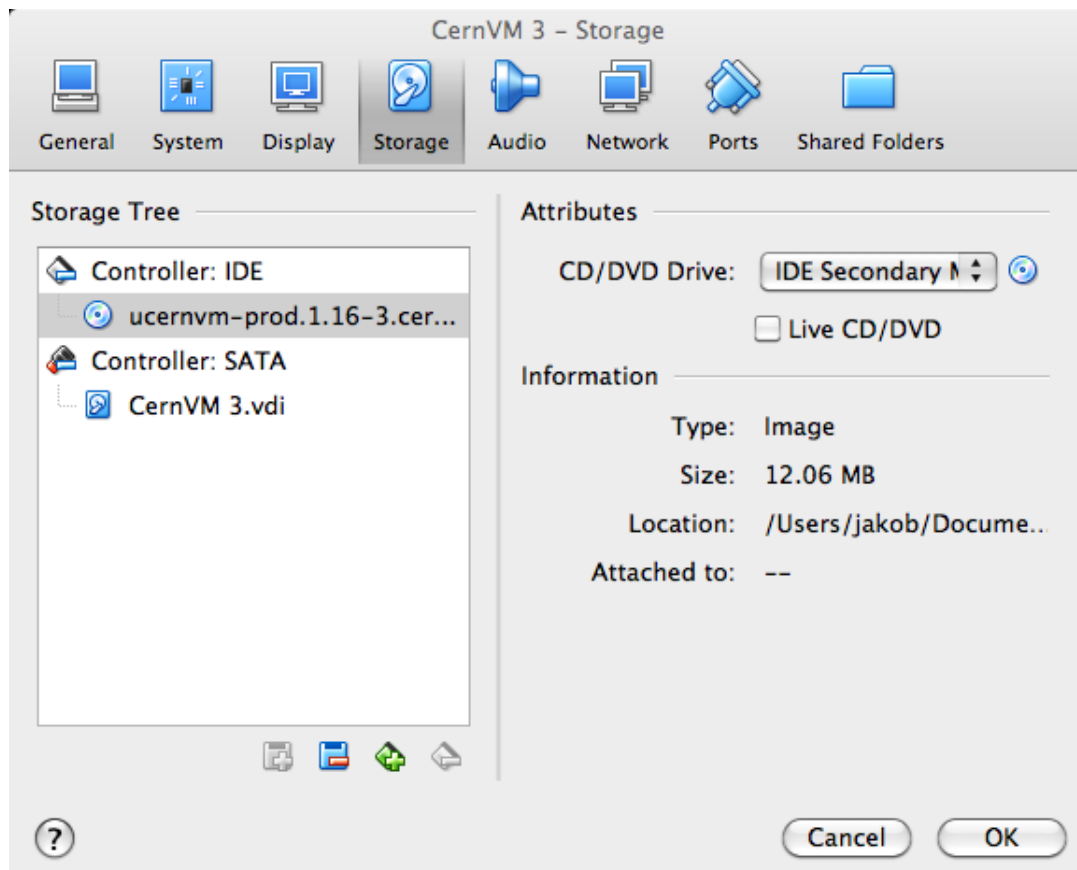 CernVM 3 – Storage
General System Display Storage Audio Network Ports Shared Folders
Storage Tree
Controller: IDE
ucernvm-prod.1.16-3.cer...
Controller: SATA
CernVM 3.vdi
Attributes
CD/DVD Drive: IDE Secondary M
Live CD/DVD
Information
Type: Image
Size: 12.06 MB
Location: /Users/jakob/Docume...
Attached to: --
? Cancel OK